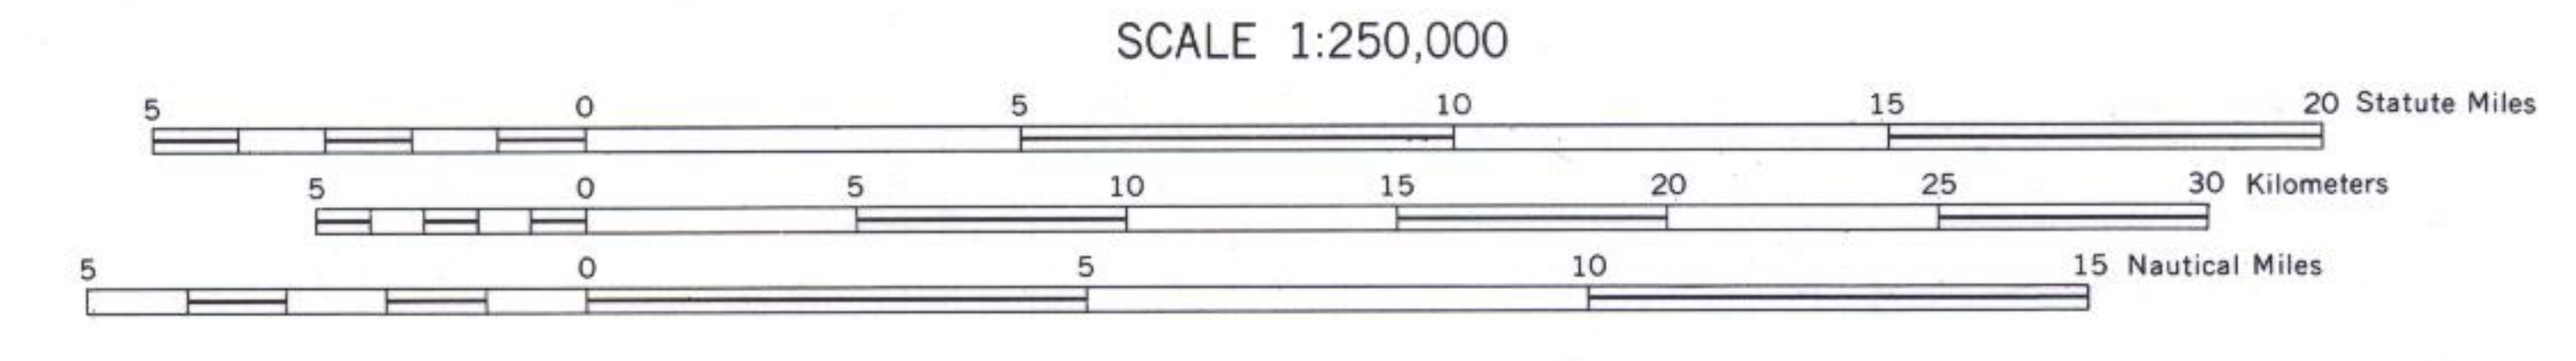 SCALE 1:250,000
5 0 5 10 15 20 Statute Miles
5 0 5 10 15 20 25 30 Kilometers
5 0 5 10 15 Nautical Miles